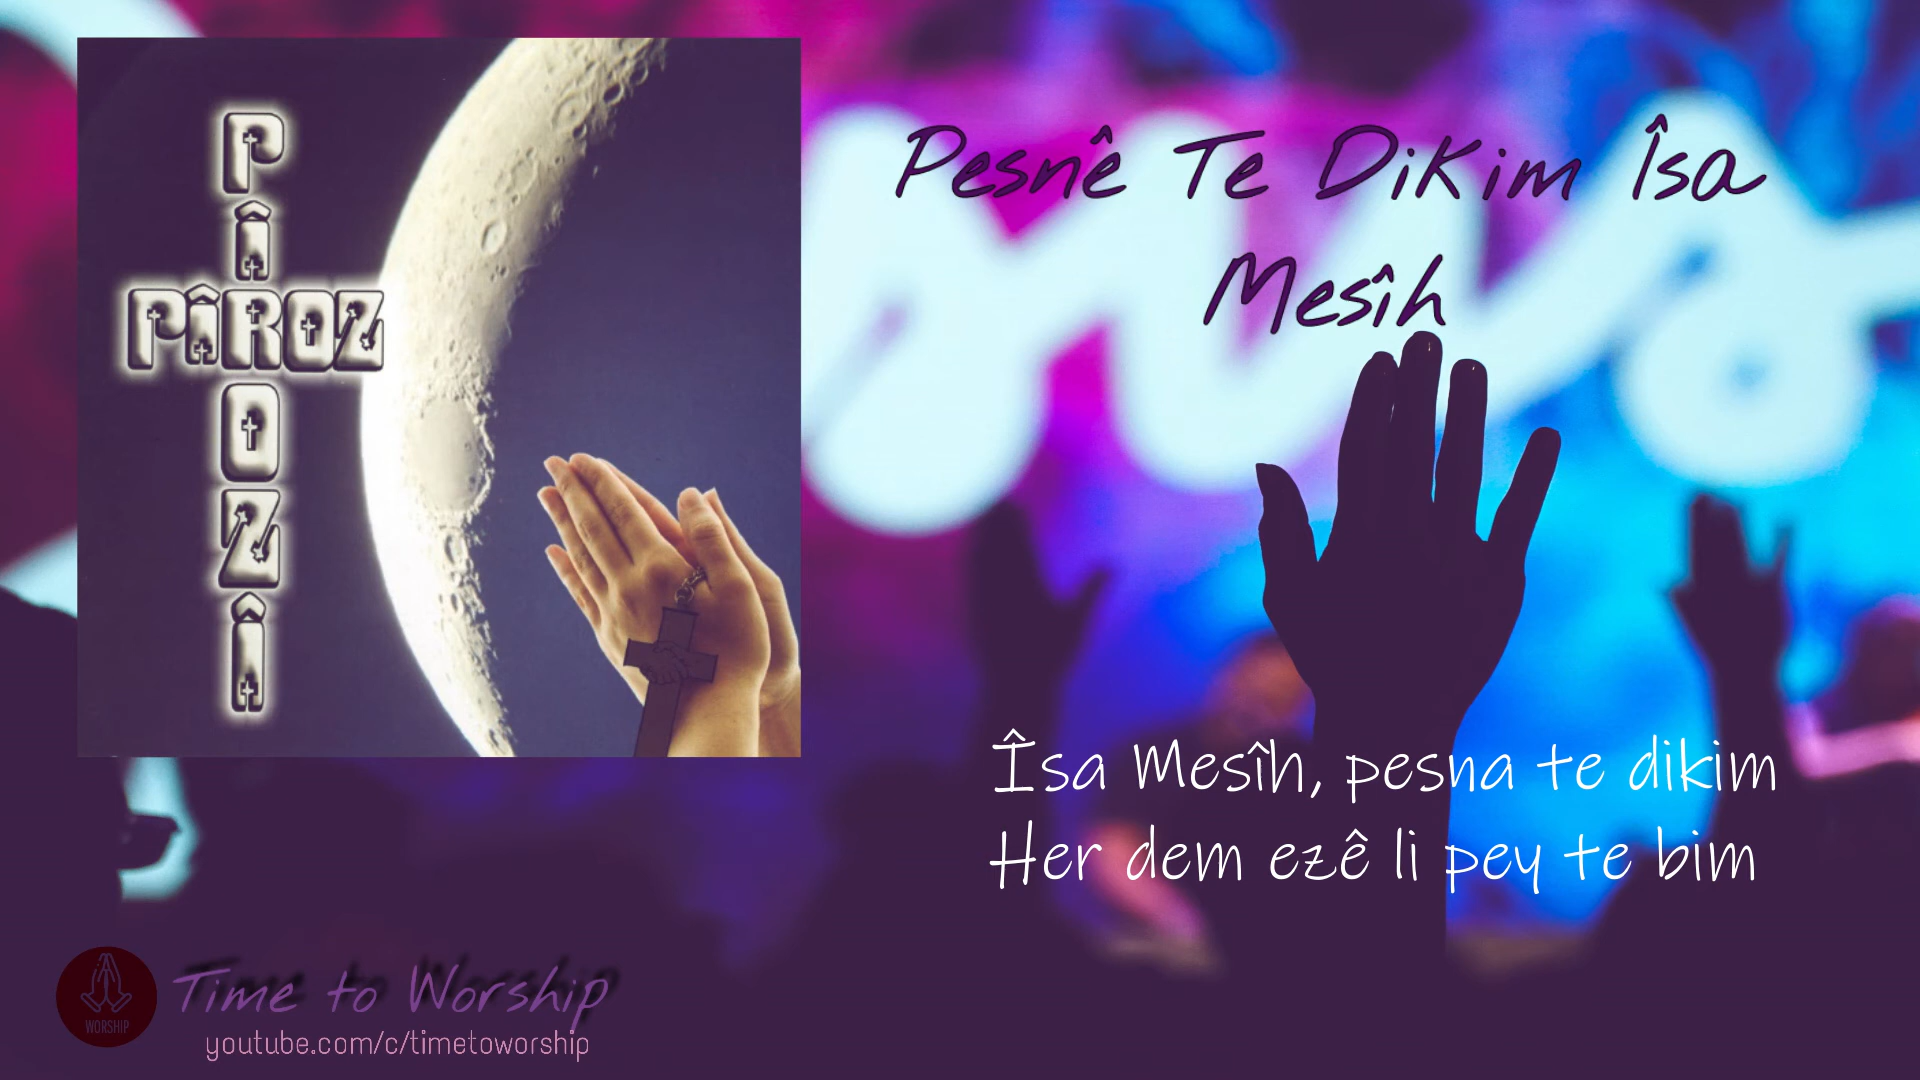 PÎROZÎ
PÎROZ
Pesnê Te Dikim Îsa
Mesîh
Îsa Mesîh, pesna te dikim
Her dem ezê li pey te bim
WORSHIP
Time to Worship
youtube.com/c/timetoworship